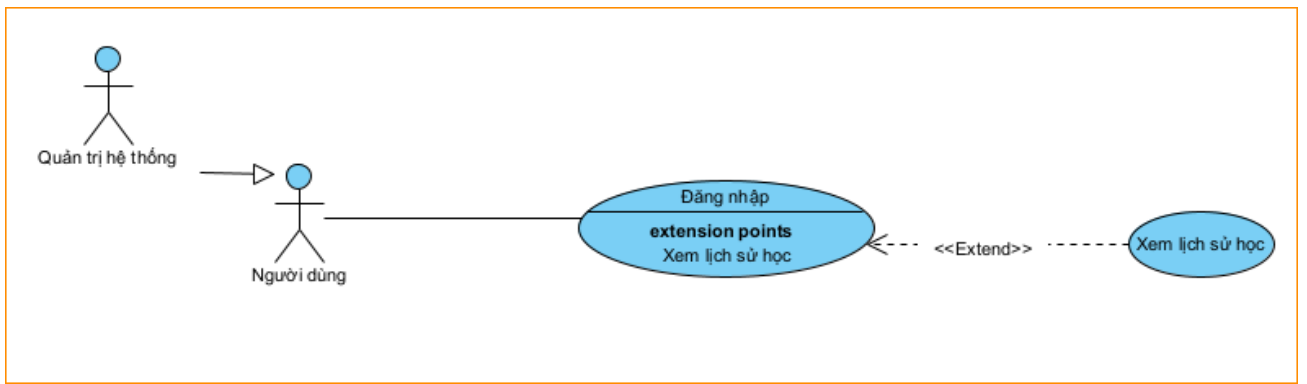 Quản trị hệ thống
Người dùng
Đăng nhập
extension points
Xem lịch sử học
<<Extend>>
Xem lịch sử học